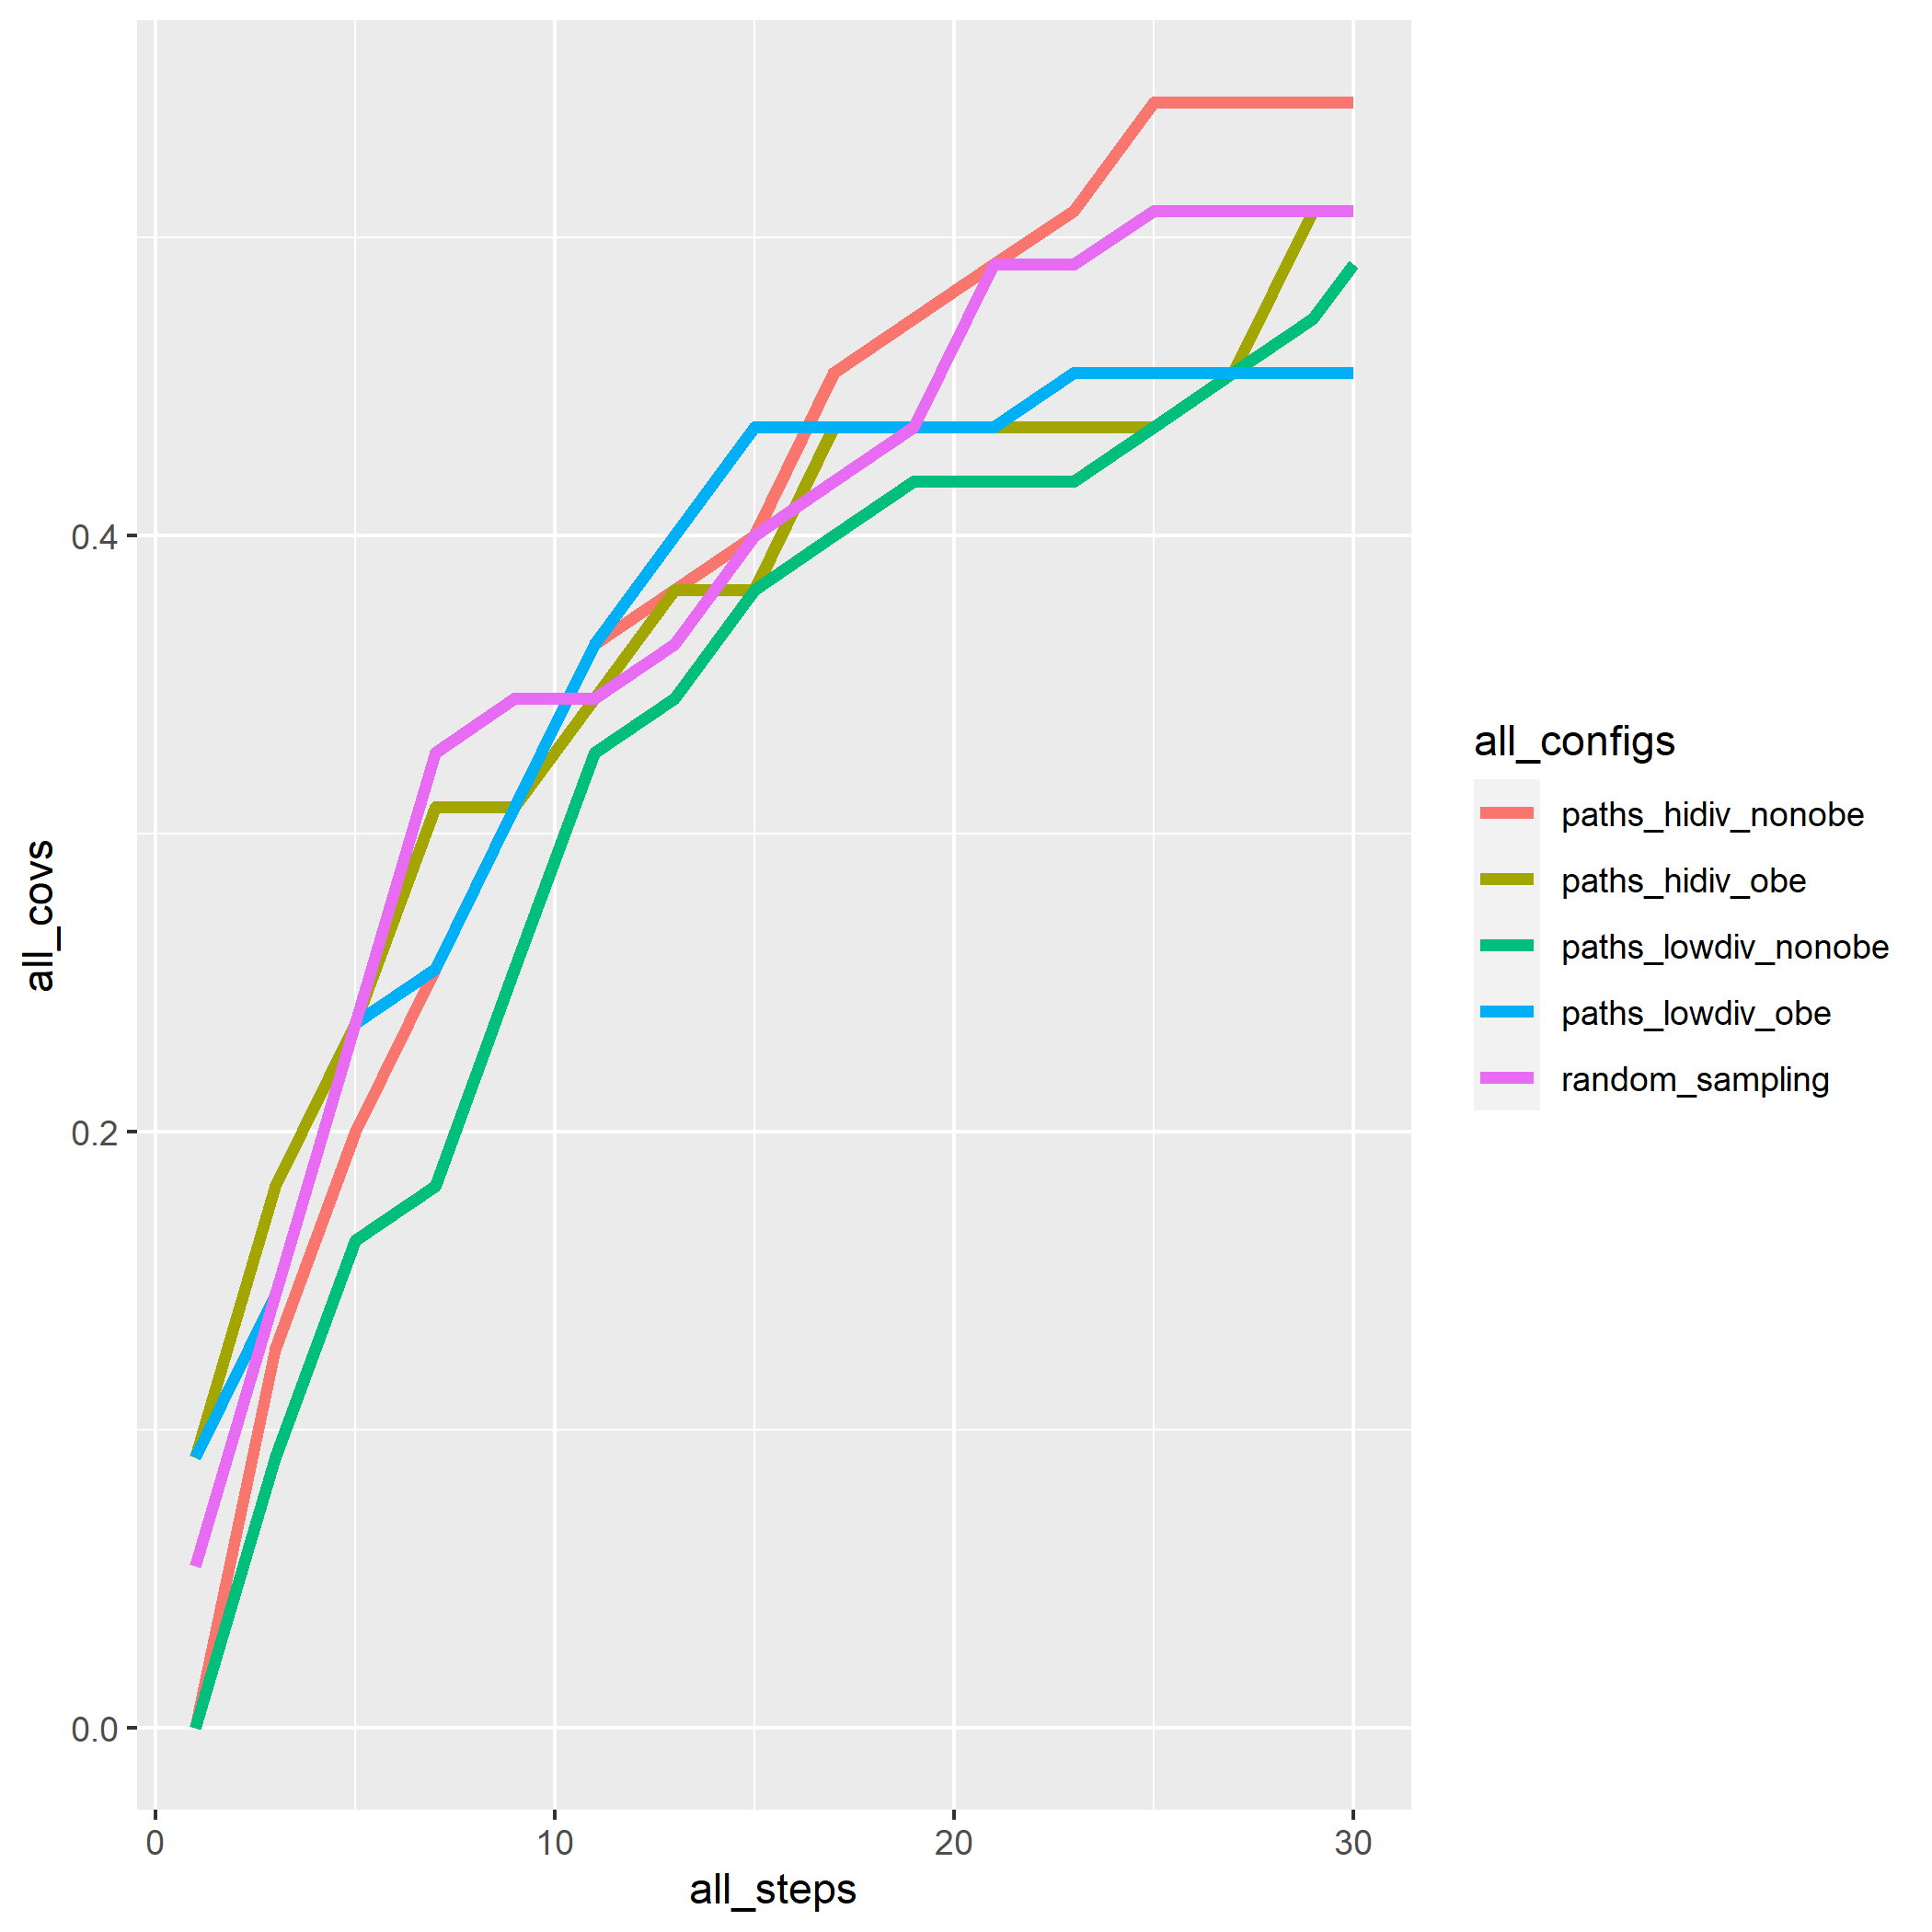 all_covs
0.4
0.2
0.0
0
10
20
30
all_steps
all_configs
paths_hidiv_nonobe
paths_hidiv_obe
paths_lowdiv_nonobe
paths_lowdiv_obe
random_sampling